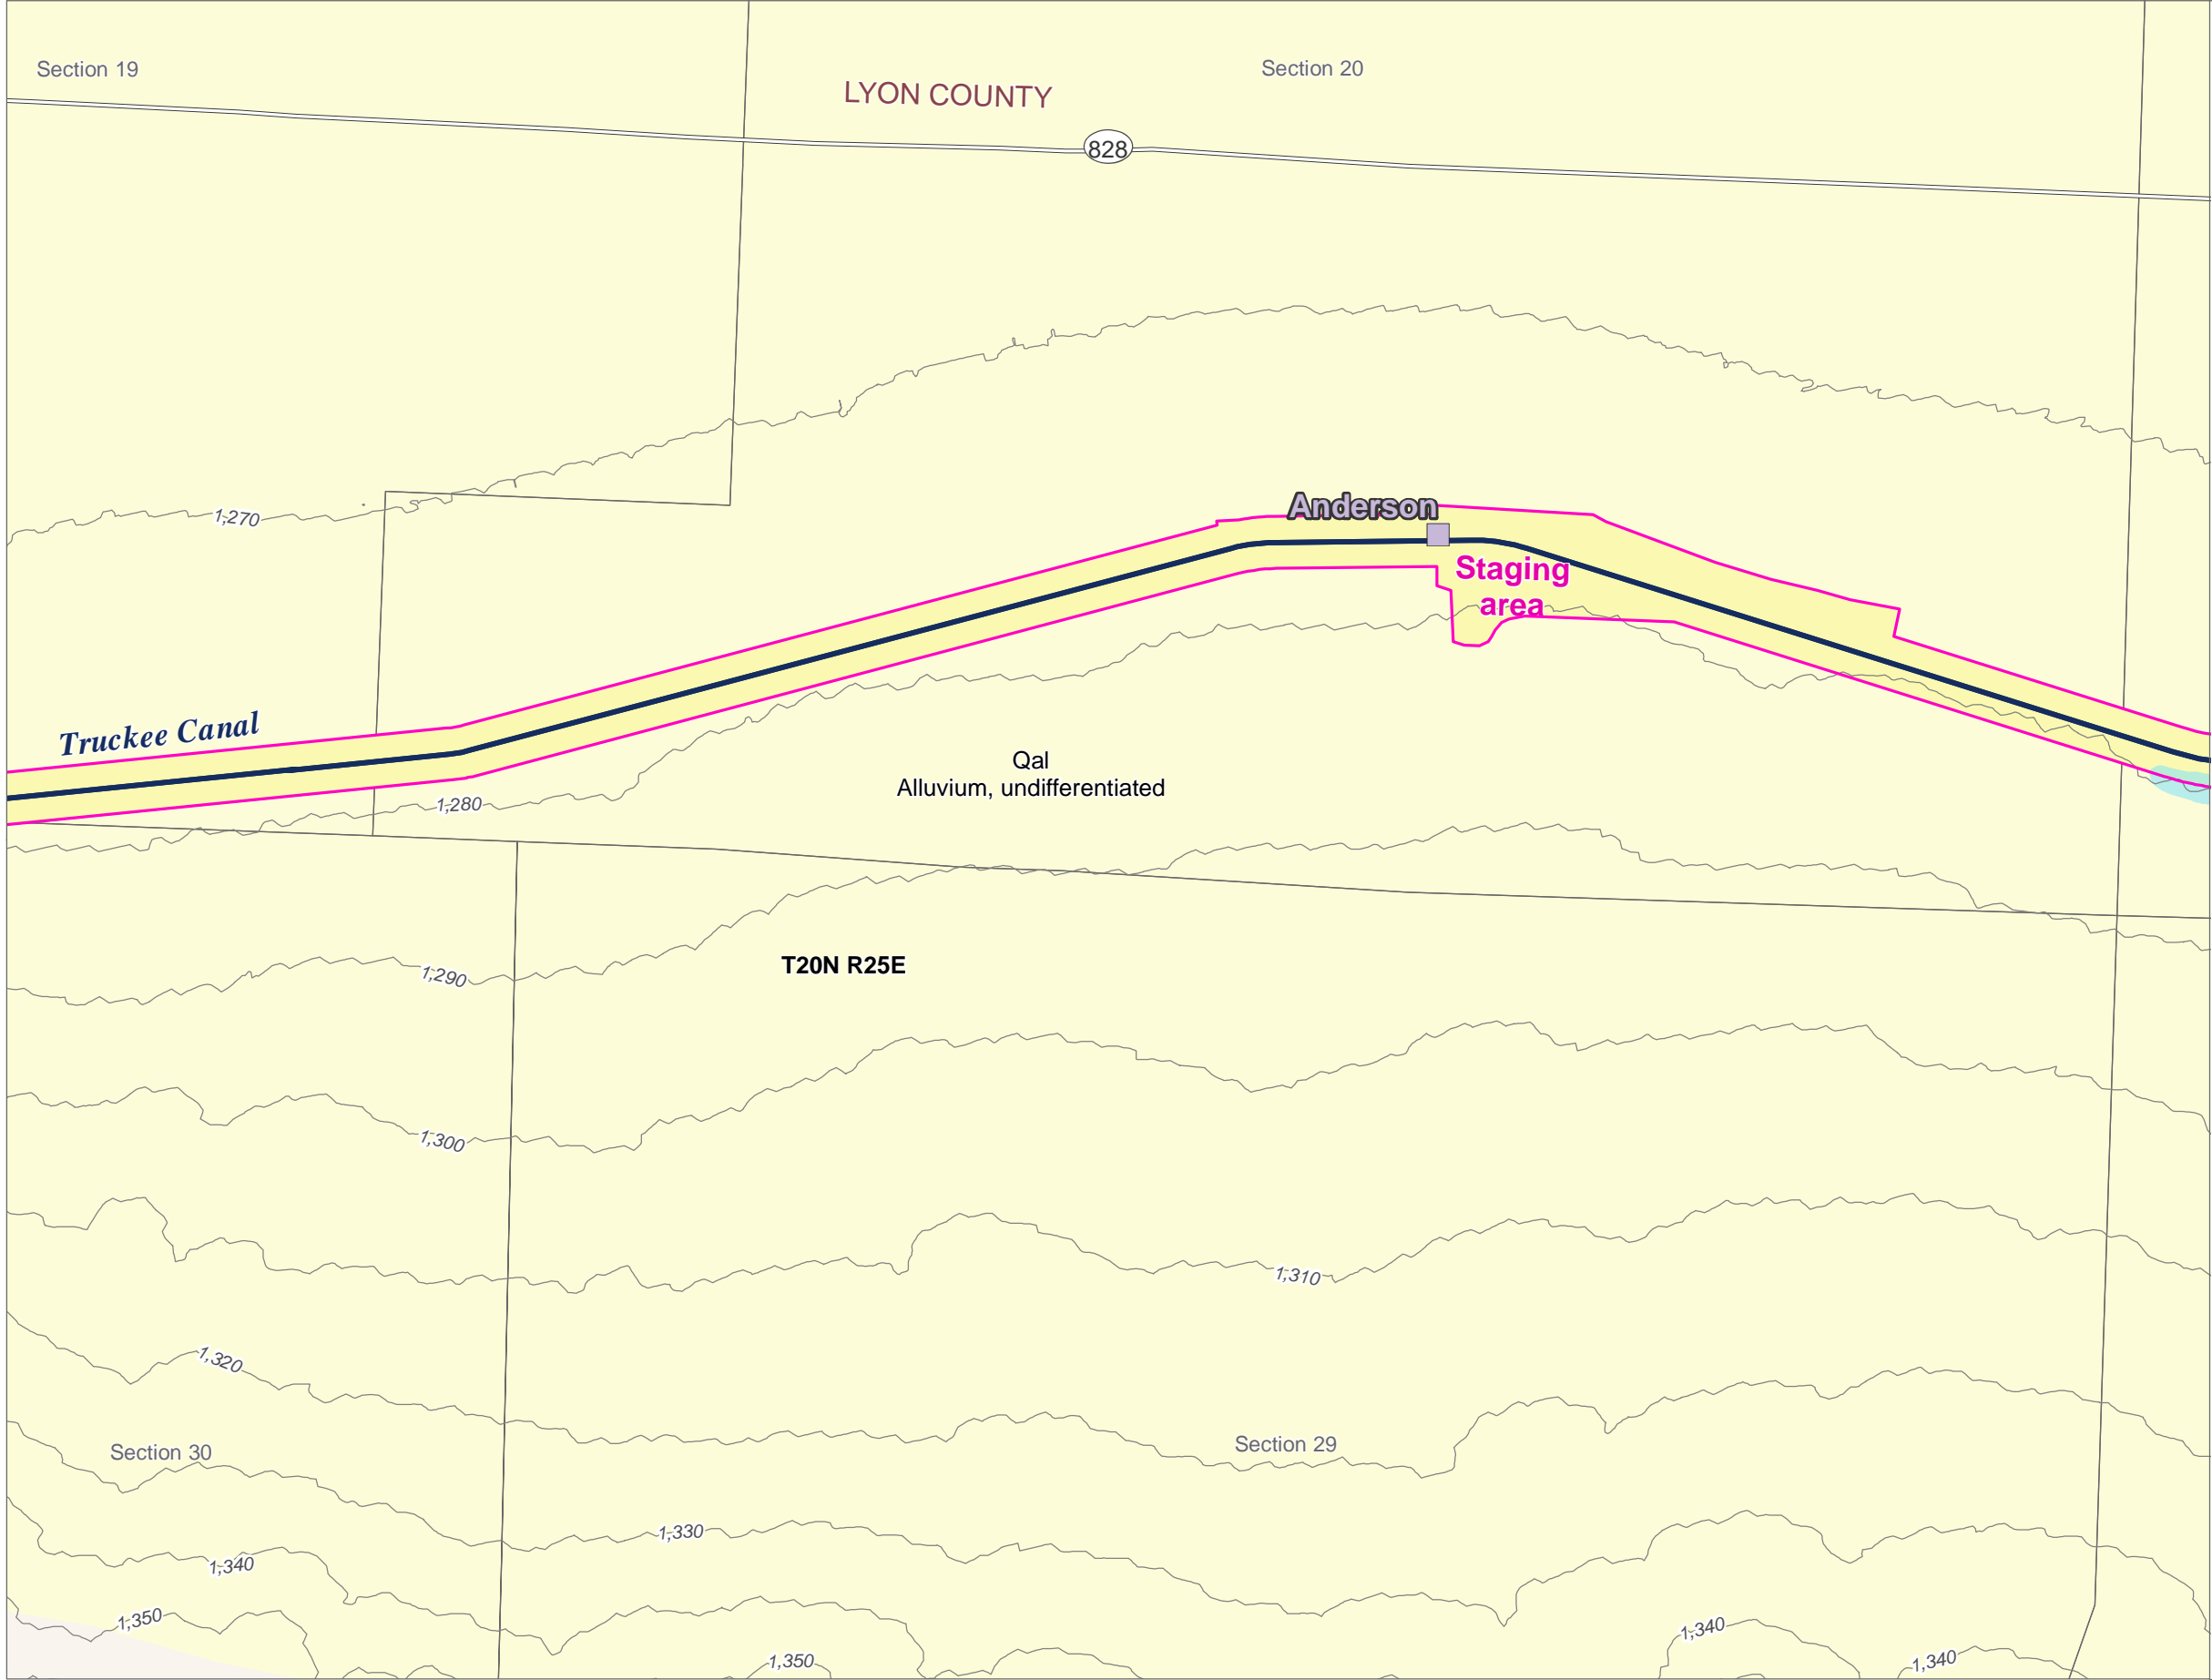 Section 19
Section 20
LYON COUNTY
828
Anderson
1,270
Staging
area
Truckee Canal
Qal
Alluvium, undifferentiated
1,280
T20N R25E
1,290
1,300
1,310
1,320
Section 30
Section 29
1,330
1,340
1,350
1,340
1,350
1,340